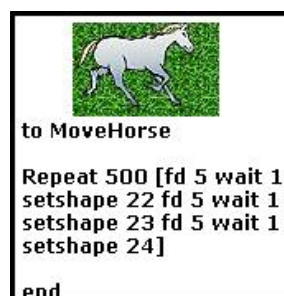 to MoveHorse
Repeat 500 [fd 5 wait 1
setshape 22 fd 5 wait 1
setshape 23 fd 5 wait 1
setshape 24]
end